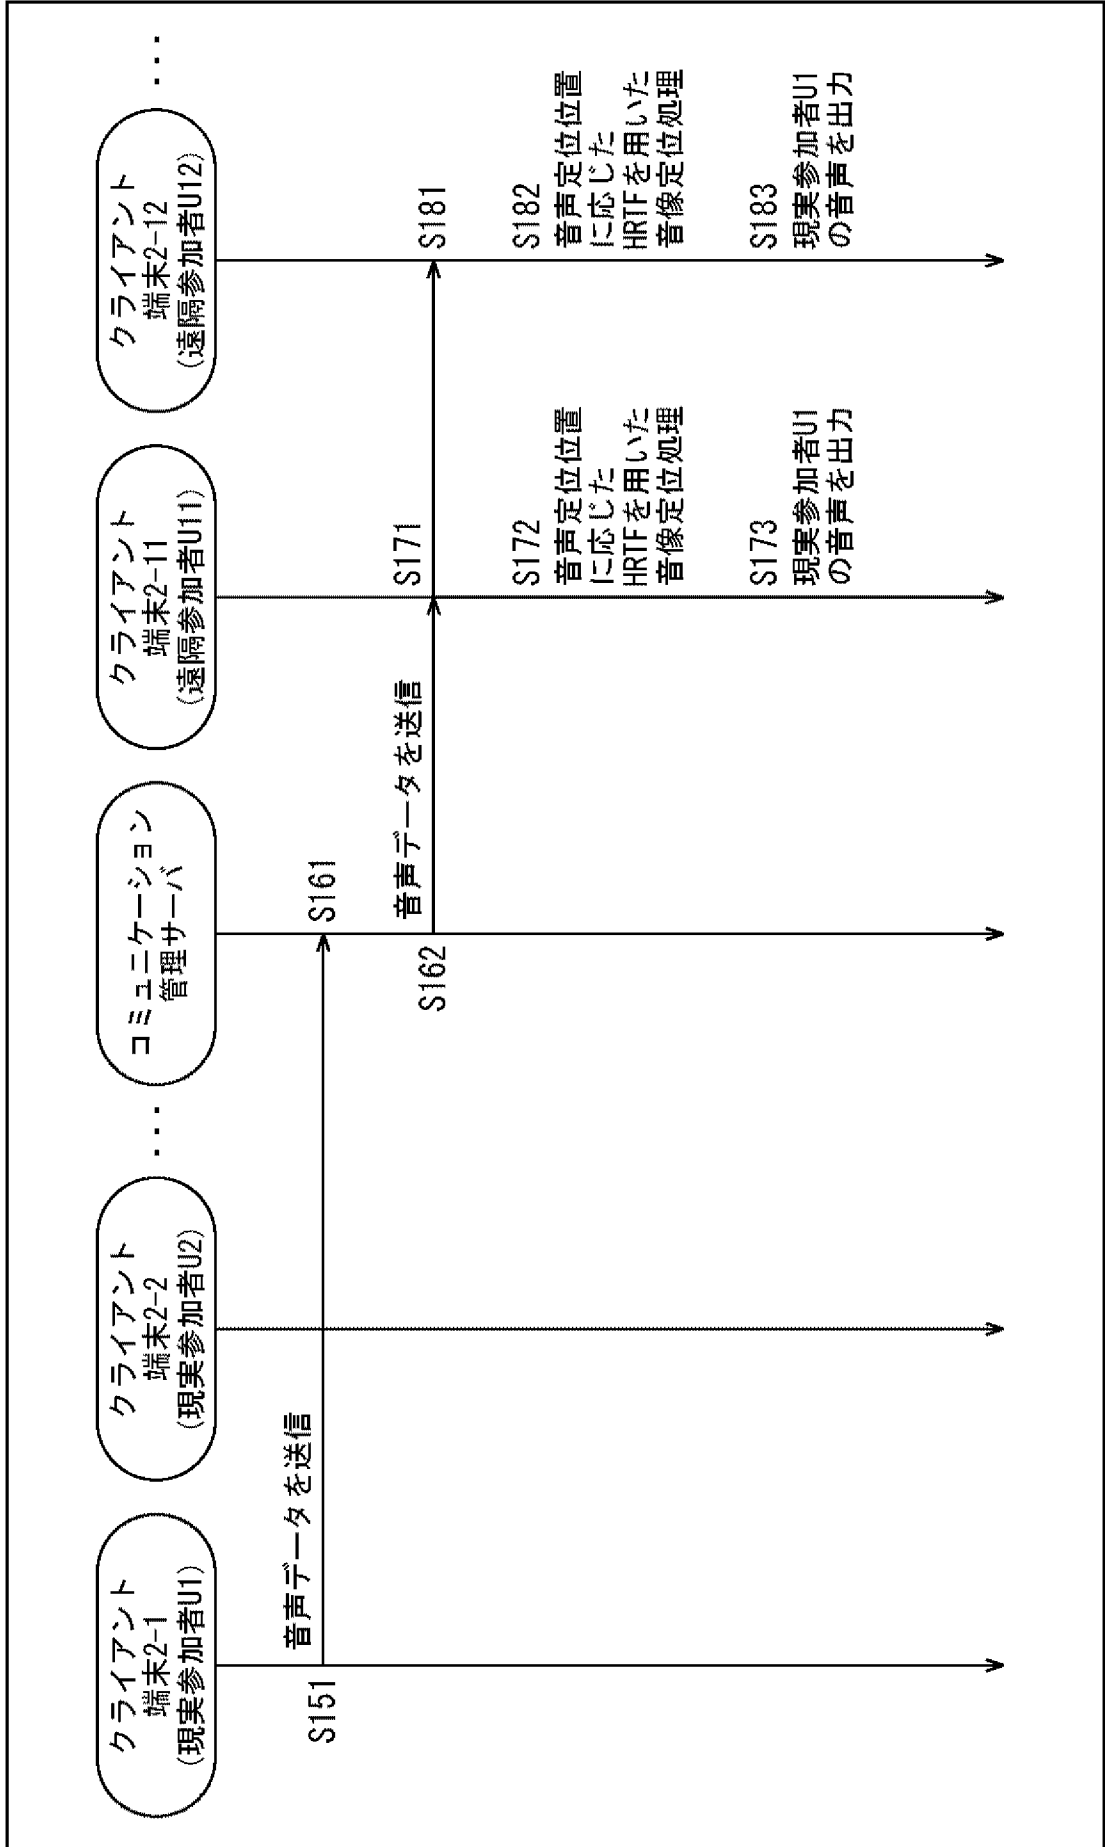 クライアント
端末2-1
(現実参加者U1)
クライアント
端末2-2
(現実参加者U2)
...
コミュニケーション
管理サーバ
クライアント
端末2-11
(遠隔参加者U11)
クライアント
端末2-12
(遠隔参加者U12)
...
S151
音声データを送信
S161
S162
音声データを送信
S171
S181
S172
音声定位位置
に応じた
HRTFを用いた
音像定位処理
S182
音声定位位置
に応じた
HRTFを用いた
音像定位処理
S173
現実参加者U1
の音声を出力
S183
現実参加者U1
の音声を出力